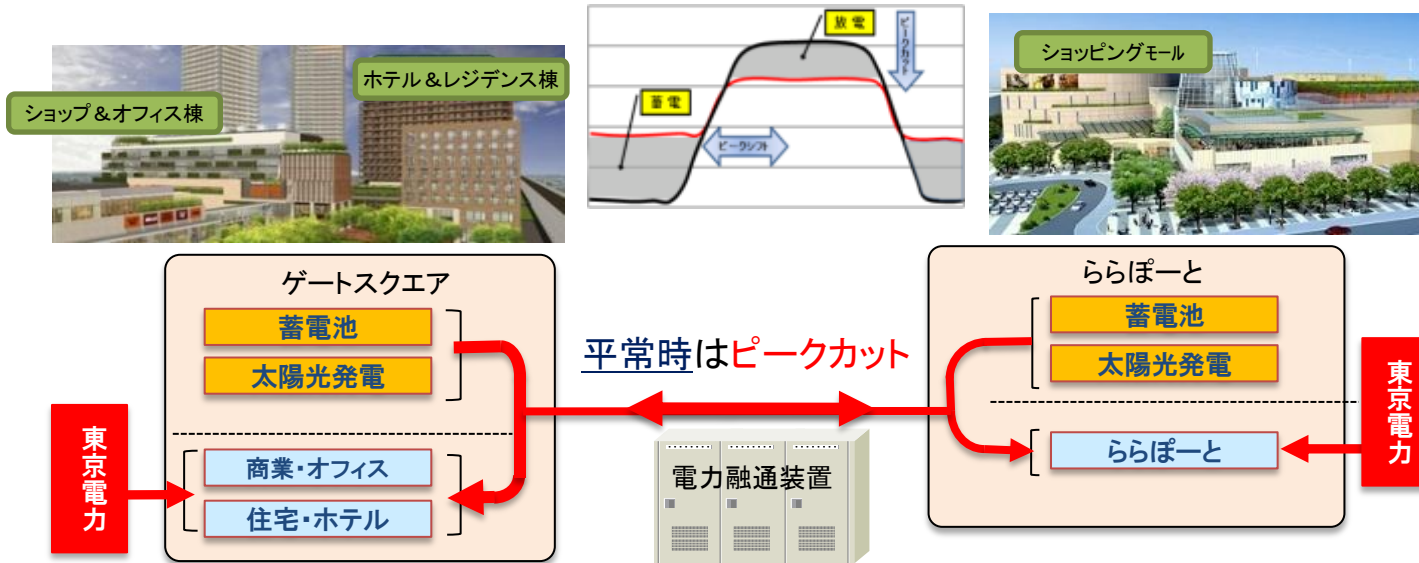 ショップ&オフィス棟
ホテル&レジデンス棟
放電
ピークカット
蓄電
ピークシフト
ショッピングモール
ゲートスクエア
蓄電池
太陽光発電
商業・オフィス
住宅・ホテル
東京電力
平常時はピークカット
電力融通装置
ららぽーと
蓄電池
太陽光発電
ららぽーと
東京電力